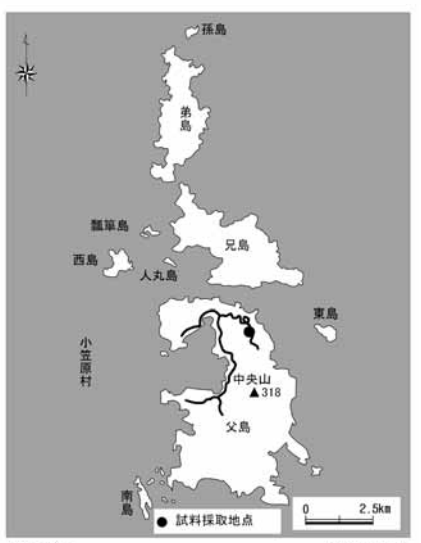 孫島
弟島
瓢箪島
兄島
西島
人丸島
東島
小笠原村
中央山
▲318
父島
南島
● 試料採取地点
0 2.5km